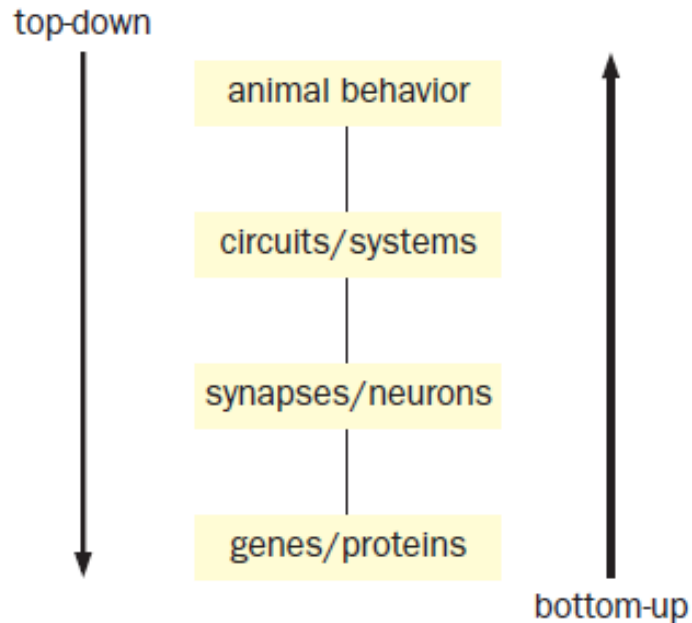 top-down
animal behavior
circuits/systems
synapses/neurons
genes/proteins
bottom-up